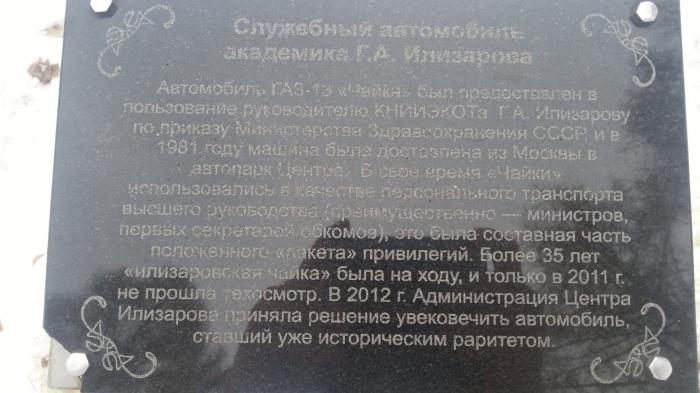 Служебный автомобиль
академика Г.А. Илизарова
Автомобиль ГАЗ-13 «Чайка» был предоставлен в
пользование руководителю КНИИЭКОТа Г.А. Илизарову
по приказу Министерства Здравсохранения СССР, и в
1981 году машина была доставлена из Москвы в
автопарк Центра. В свое время «Чайки»
использовались в качестве персонального транспорта
высшего руководства (преимущественно — министров,
первых секретарей обкомов), это была составная часть
положенного «пакета» привилегий. Более 35 лет
«илизаровская чайка» была на ходу, и только в 2011 г.
не прошла техосмотр. В 2012 г. Администрация Центра
Илизарова приняла решение увековечить автомобиль,
ставший уже историческим раритетом.